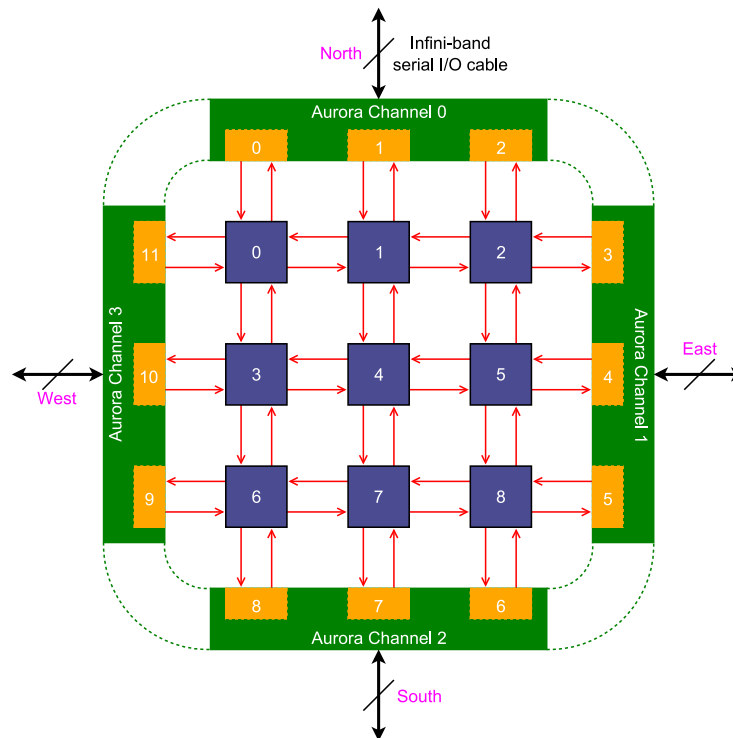 North
Infini-band
serial I/O cable
Aurora Channel 0
0
1
2
11
0
1
2
3
Aurora Channel 3
10
3
4
5
4
Aurora Channel 1
East
West
9
6
7
8
5
8
7
6
Aurora Channel 2
South